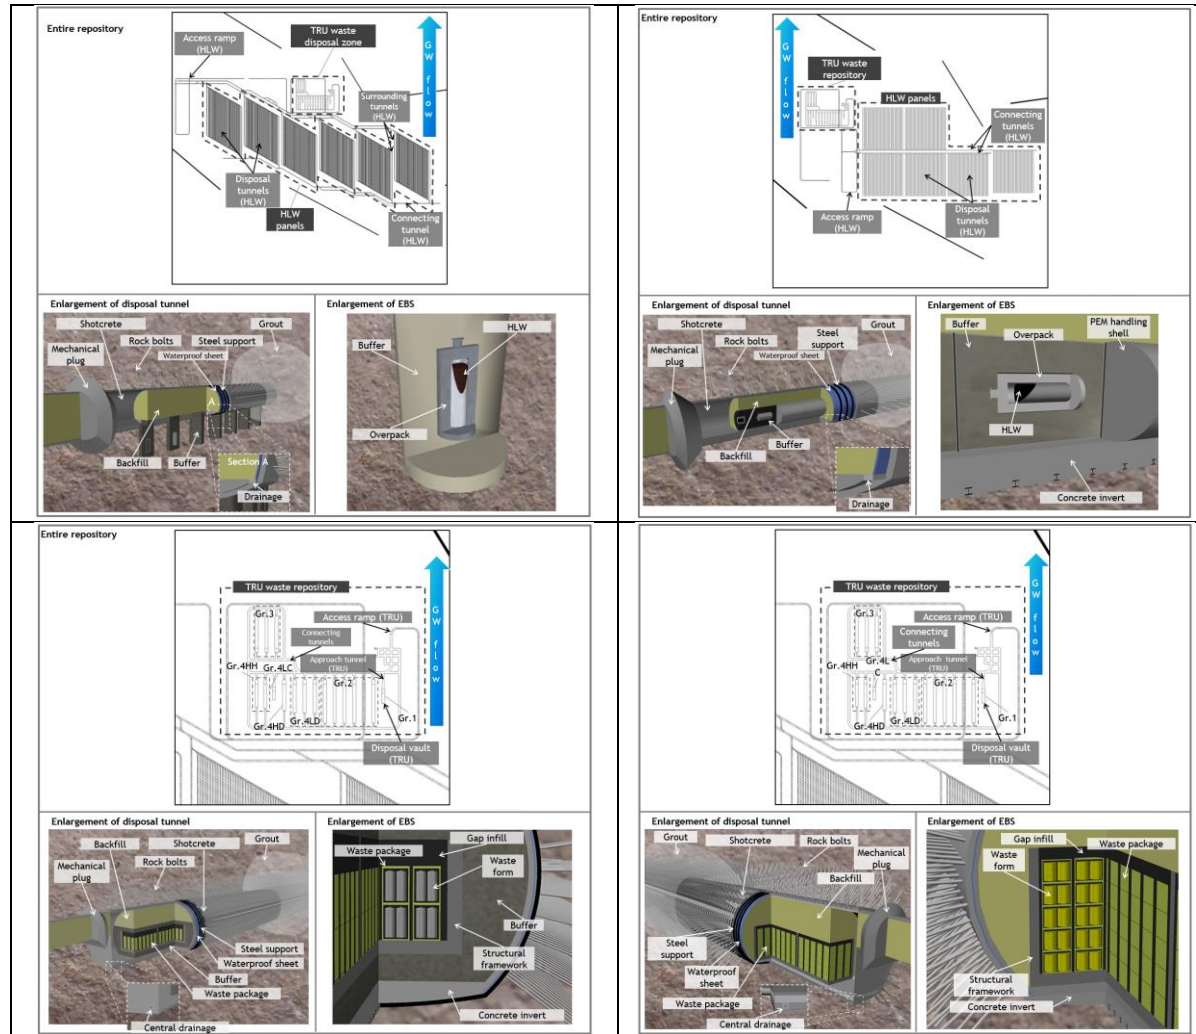 Entire repository
Access ramp
(HLW)
TRU waste
disposal zone
Surrounding
tunnels
(HLW)
GW flow
Disposal
tunnels
(HLW)
HLW
panels
Connecting
tunnel
(HLW)
Enlargement of disposal tunnel
Shotcrete
Mechanical
plug
Rock bolts
Steel support
Waterproof sheet
Grout
A
Backfill
Buffer
Section A
Drainage
Enlargement of EBS
HLW
Buffer
Overpack
Entire repository
GW flow
TRU waste
repository
HLW panels
Connecting
tunnels
(HLW)
Access ramp
(HLW)
Disposal
tunnels
(HLW)
Enlargement of disposal tunnel
Shotcrete
Mechanical
plug
Rock bolts
Waterproof sheet
Steel
support
Grout
Buffer
Backfill
Drainage
Enlargement of EBS
Buffer
Overpack
PEM handling
shell
HLW
Concrete invert
Entire repository
TRU waste repository
GW flow
Gr.3
Access ramp (TRU)
Connecting
tunnels
Gr.4HH
Gr.4LC
Approach tunnel
(TRU)
Gr.2
Gr.1
Gr.4HD
Gr.4LD
Disposal vault
(TRU)
Enlargement of disposal tunnel
Backfill
Shotcrete
Grout
Mechanical
plug
Rock bolts
Steel support
Waterproof sheet
Buffer
Waste package
Central drainage
Enlargement of EBS
Gap infill
Waste package
Waste
form
Buffer
Structural
framework
Concrete invert
TRU waste repository
GW flow
Gr.3
Access ramp (TRU)
Connecting
tunnels
Gr.4HH
Gr.4L
C
Approach tunnel
(TRU)
Gr.2
Gr.1
Gr.4HD
Gr.4LD
Disposal vault
(TRU)
Enlargement of disposal tunnel
Grout
Shotcrete
Mechanical
plug
Rock bolts
Backfill
Steel
support
Waterproof
sheet
Waste package
Central drainage
Enlargement of EBS
Gap infill
Waste
form
Waste package
Structural
framework
Concrete invert